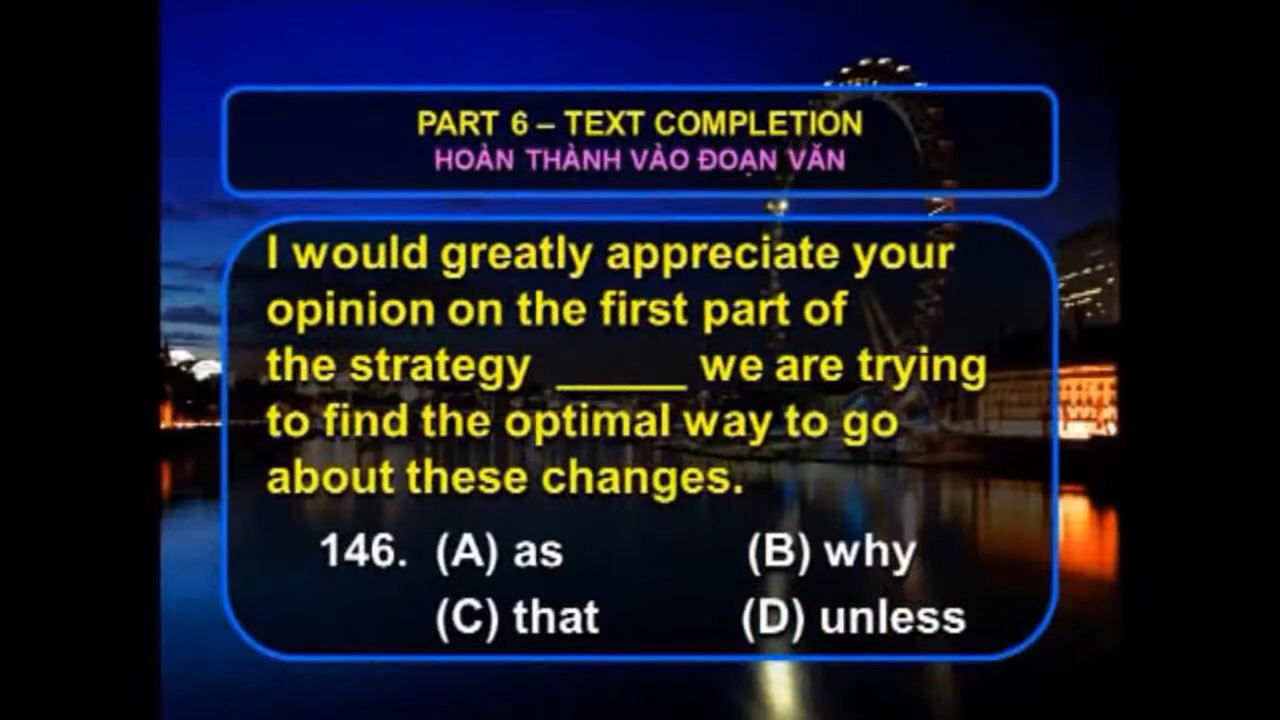 PART 6 – TEXT COMPLETION
HOÀN THÀNH VÀO ĐOẠN VĂN
I would greatly appreciate your
opinion on the first part of
the strategy _____ we are trying
to find the optimal way to go
about these changes.
146. (A) as (B) why
(C) that (D) unless